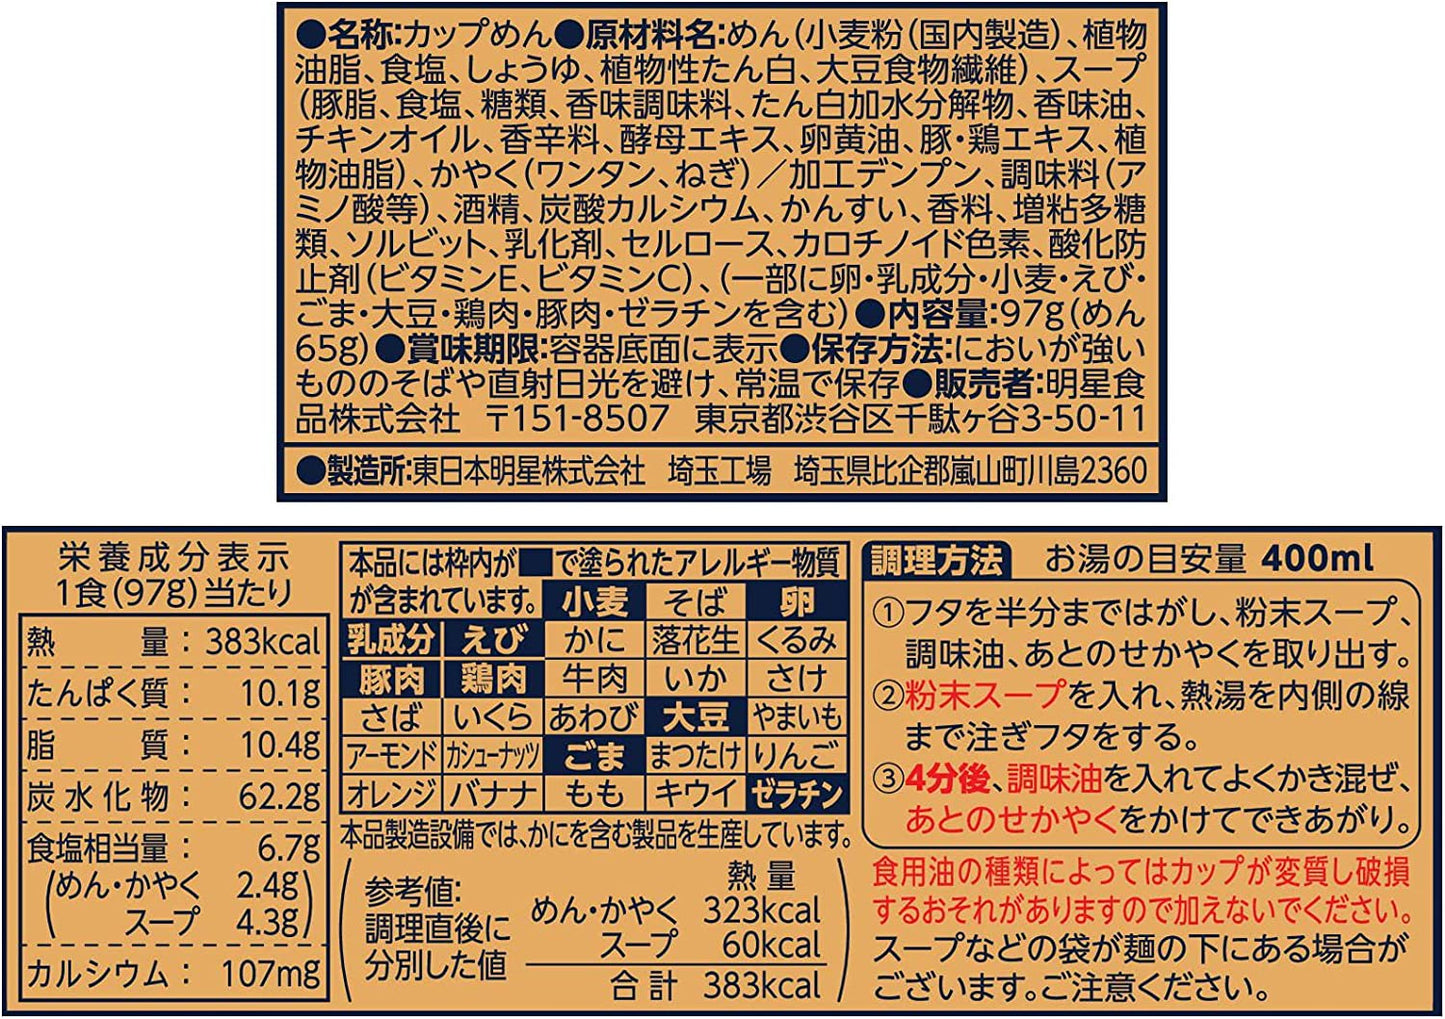 ●名称:カップめん●原材料名:めん(小麦粉(国内製造)、植物
油脂、食塩、しょうゆ、植物性たん白、大豆食物繊維)、スープ
(豚脂、食塩、糖類、香味調味料、たん白加水分解物、香味油、
チキンオイル、香辛料、酵母エキス、卵黄油、豚・鶏エキス、植
物油脂)、かやく(ワンタン、ねぎ)／加工デンプン、調味料(ア
ミノ酸等)、酒精、炭酸カルシウム、かんすい、香料、増粘多糖
類、ソルビット、乳化剤、セルロース、カロチノイド色素、酸化防
止剤(ビタミンE、ビタミンC)、(一部に卵・乳成分・小麦・えび・
ごま・大豆・鶏肉・豚肉・ゼラチンを含む)●内容量:97g(めん
65g)●賞味期限:容器底面に表示●保存方法:においが強い
もののそばや直射日光を避け、常温で保存●販売者:明星食
品株式会社 〒151-8507 東京都渋谷区千駄ヶ谷3-50-11
●製造所:東日本明星株式会社 埼玉工場 埼玉県比企郡嵐山町川島2360
栄養成分表示
1食(97g)当たり
熱量：383kcal
たんぱく質：10.1g
脂質：10.4g
炭水化物：62.2g
食塩相当量：6.7g
(めん・かやく 2.4g
スープ 4.3g)
カルシウム：107mg
本品には枠内が■で塗られたアレルギー物質
が含まれています。 小麦 そば 卵
乳成分 えび かに 落花生 くるみ
豚肉 鶏肉 牛肉 いか さけ
さば いくら あわび 大豆 やまいも
アーモンド カシューナッツ ごま まつたけ りんご
オレンジ バナナ もも キウイ ゼラチン
本品製造設備では、かにを含む製品を生産しています。
参考値:
調理直後に
分別した値
熱量
めん・かやく 323kcal
スープ 60kcal
合計 383kcal
調理方法 お湯の目安量 400ml
①フタを半分まではがし、粉末スープ、
調味油、あとのせかやくを取り出す。
②粉末スープを入れ、熱湯を内側の線
まで注ぎフタをする。
③4分後、調味油を入れてよくかき混ぜ、
あとのせかやくをかけてできあがり。
食用油の種類によってはカップが変質し破損
するおそれがありますので加えないでください。
スープなどの袋が麺の下にある場合が
ございます。ご注意ください。